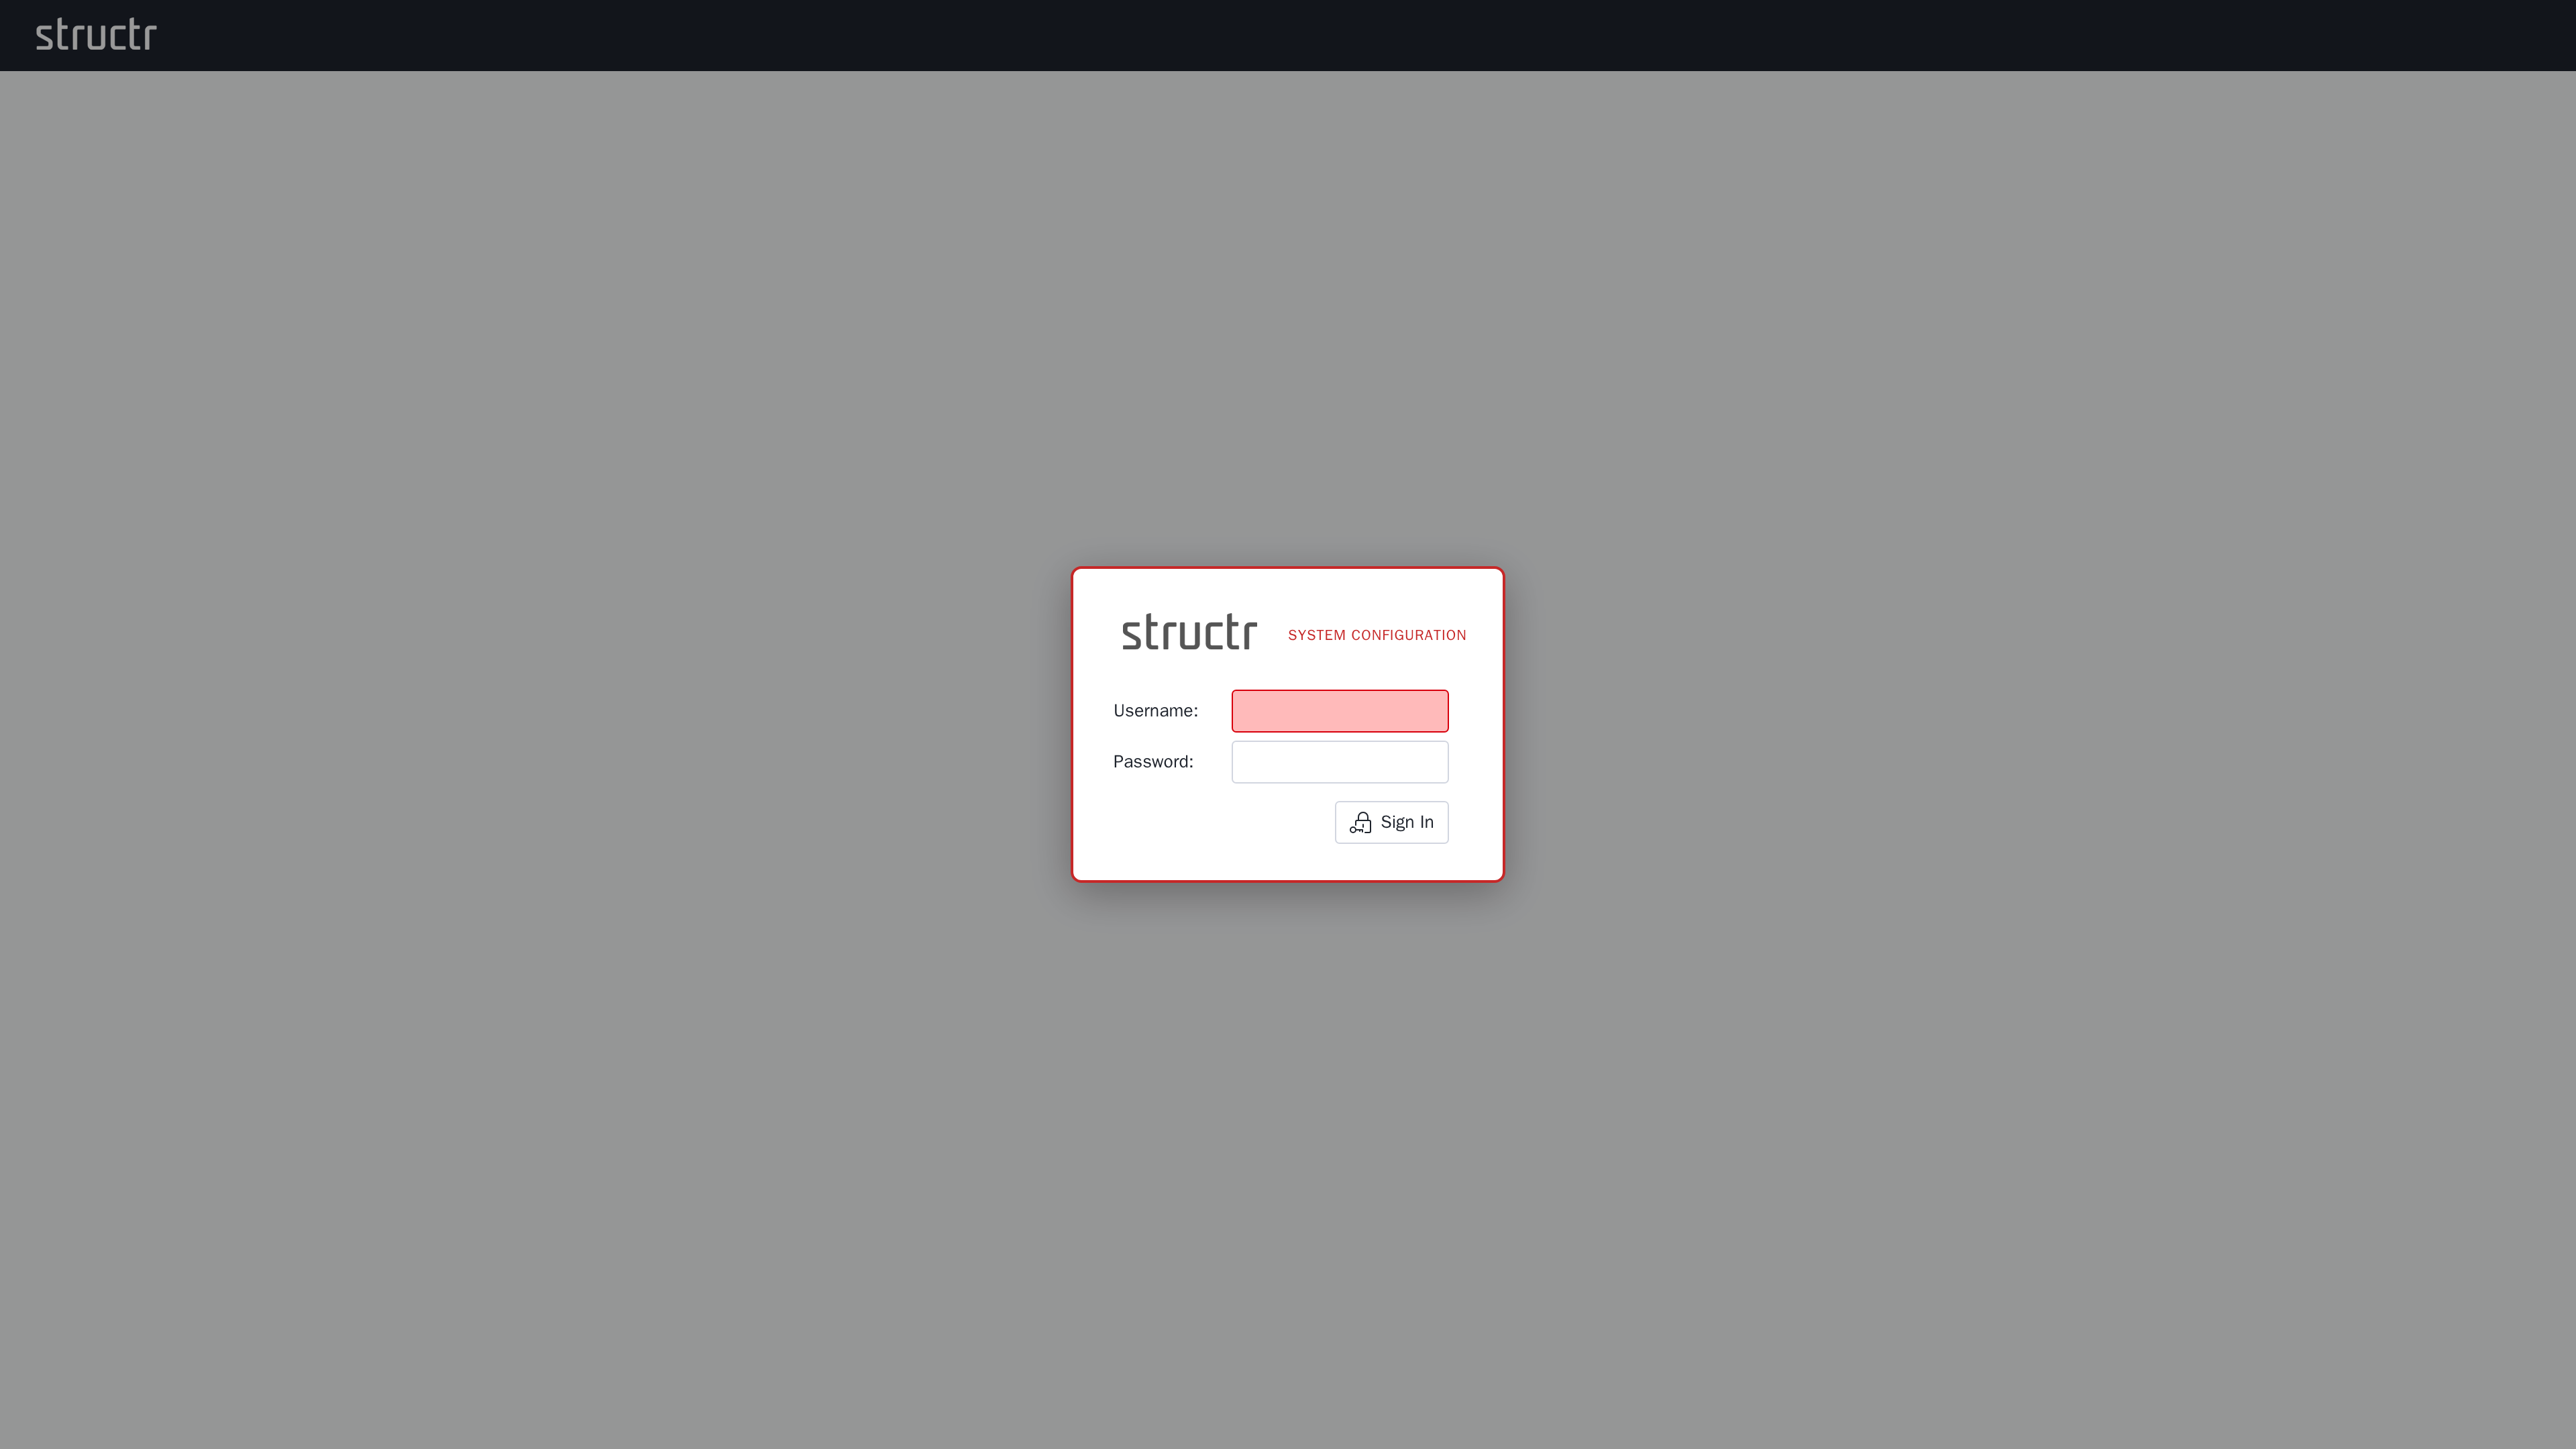 structr
structr SYSTEM CONFIGURATION
Username:
Password:
Sign In